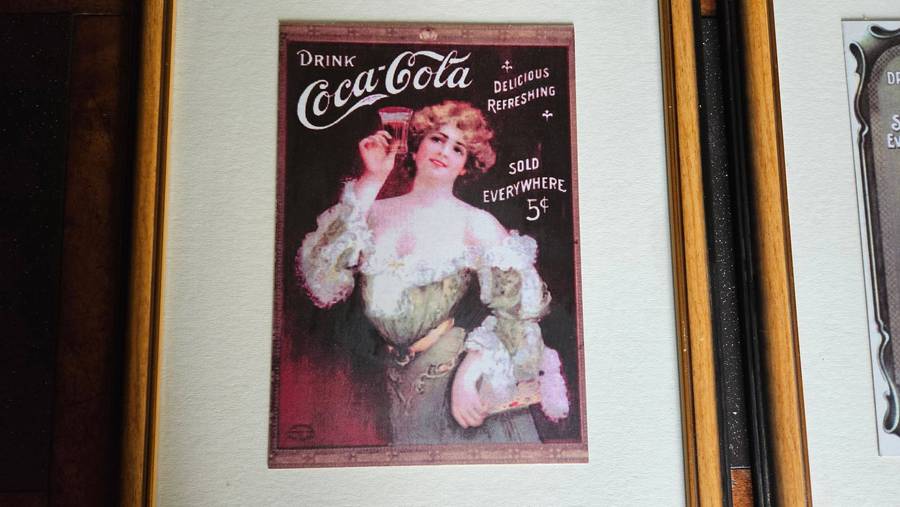 DRINK
Coca-Cola
DELICIOUS
REFRESHING
SOLD
EVERYWHERE
5¢